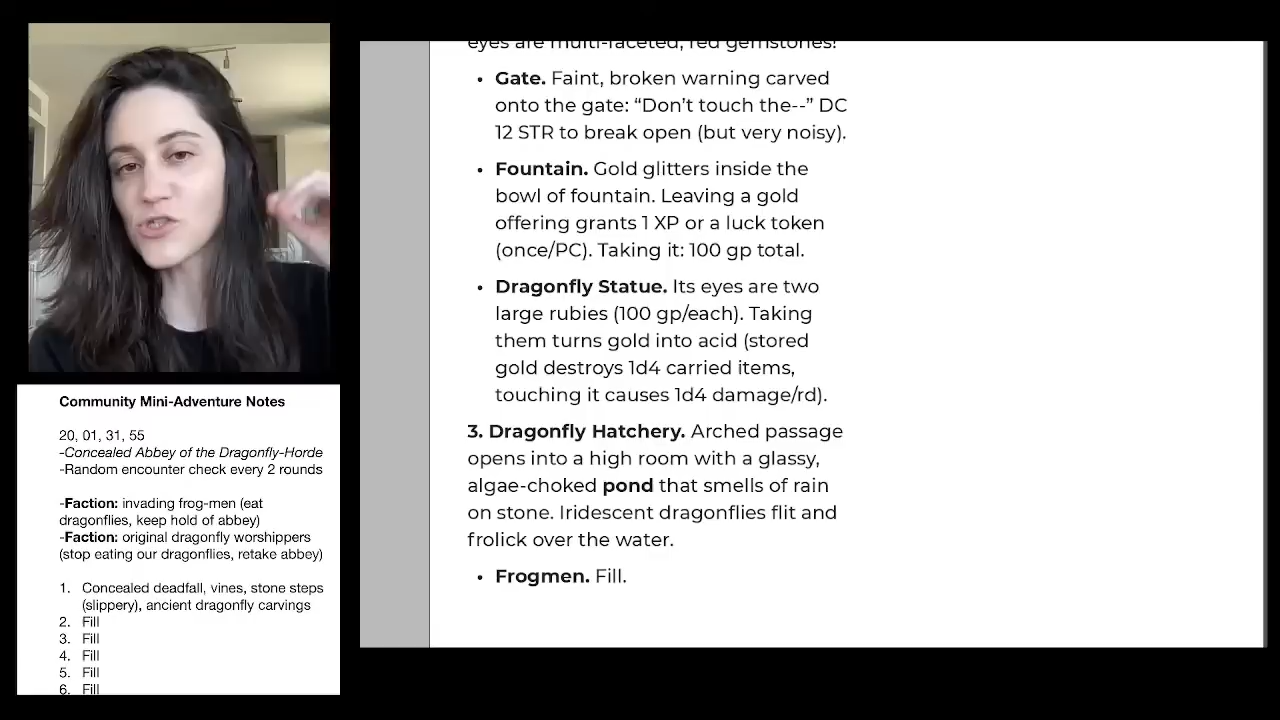 eyes are multi-faceted, red gemstones!
• Gate. Faint, broken warning carved
onto the gate: “Don’t touch the--” DC
12 STR to break open (but very noisy).
• Fountain. Gold glitters inside the
bowl of fountain. Leaving a gold
offering grants 1 XP or a luck token
(once/PC). Taking it: 100 gp total.
• Dragonfly Statue. Its eyes are two
large rubies (100 gp/each). Taking
them turns gold into acid (stored
gold destroys 1d4 carried items,
touching it causes 1d4 damage/rd).
3. Dragonfly Hatchery. Arched passage
opens into a high room with a glassy,
algae-choked pond that smells of rain
on stone. Iridescent dragonflies flit and
frolick over the water.
• Frogmen. Fill.
Community Mini-Adventure Notes
20, 01, 31, 55
-Concealed Abbey of the Dragonfly-Horde
-Random encounter check every 2 rounds
-Faction: invading frog-men (eat
dragonflies, keep hold of abbey)
-Faction: original dragonfly worshippers
(stop eating our dragonflies, retake abbey)
1. Concealed deadfall, vines, stone steps
(slippery), ancient dragonfly carvings
2. Fill
3. Fill
4. Fill
5. Fill
6. Fill